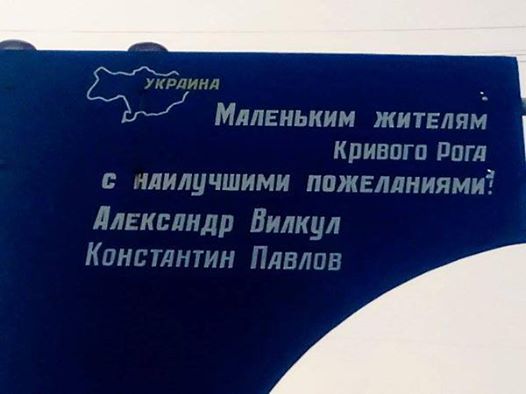 УКРАИНА
Маленьким жителям
Кривого Рога
с наилучшими пожеланиями!
Александр Вилкул
Константин Павлов